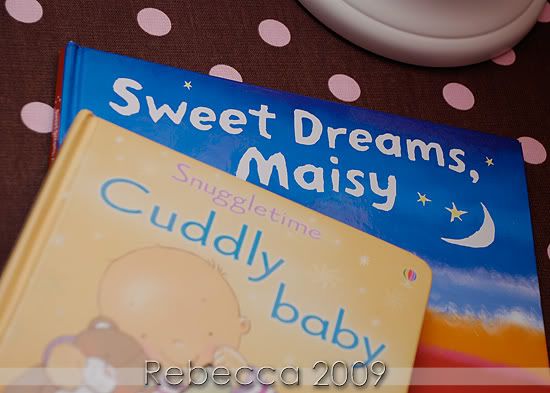 Sweet Dreams,
Maisy
Snuggletime
Cuddly
baby
Rebecca 2009